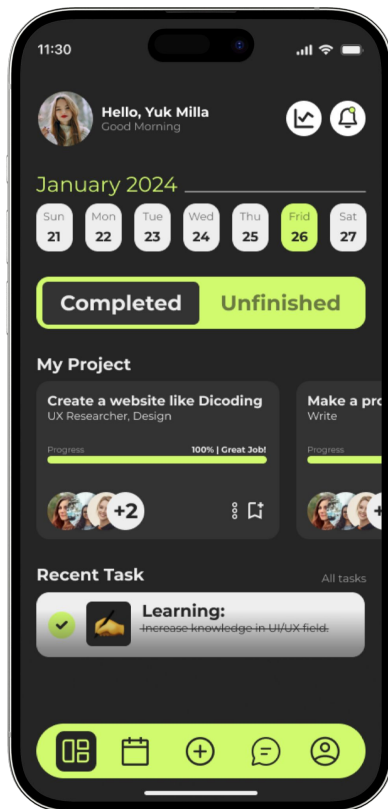 11:30
Hello, Yuk Milla
Good Morning
January 2024
Sun Mon Tue Wed Thu Frid Sat
21 22 23 24 25 26 27
Completed Unfinished
My Project
Create a website like Dicoding
UX Researcher, Design
Progress 100% | Great Job!
+2
Make a pro
Write
Progress
+
Recent Task
All tasks
Learning:
Increase knowledge in UI/UX field.